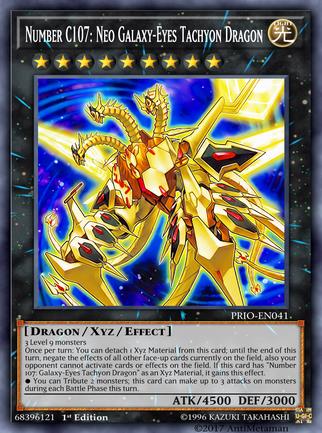 NUMBER C107: NEO GALAXY-EYES TACHYON DRAGON
LIGHT
光
PRIO-EN041
[DRAGON / XYZ / EFFECT]
3 Level 9 monsters
Once per turn: You can detach 1 Xyz Material from this card; until the end of this
turn, negate the effects of all other face-up cards currently on the field, also your
opponent cannot activate cards or effects on the field. If this card has "Number
107: Galaxy-Eyes Tachyon Dragon" as an Xyz Material, it gains this effect.
● You can Tribute 2 monsters; this card can make up to 3 attacks on monsters
during each Battle Phase this turn.
ATK/4500 DEF/3000
68396121 1st Edition ©1996 KAZUKI TAKAHASHI
©2017 AntiMetaman